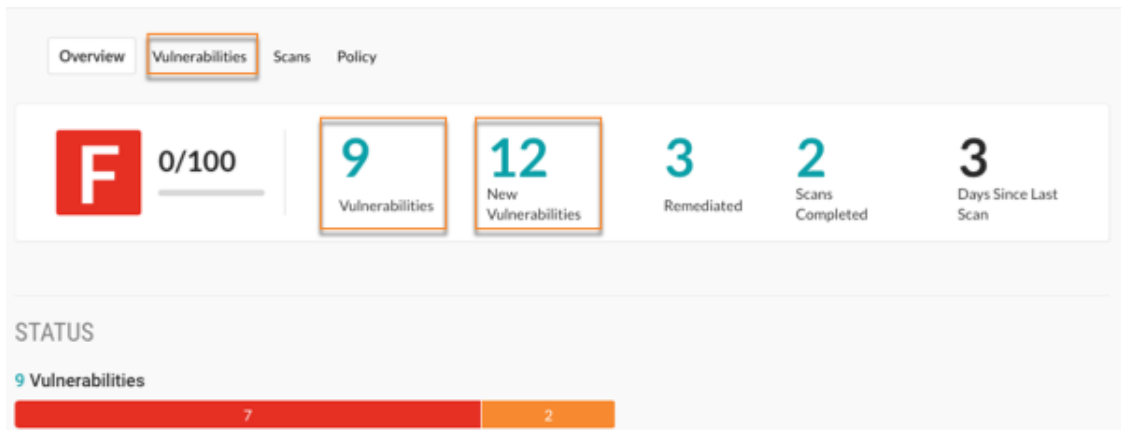 Overview Vulnerabilities Scans Policy
F 0/100
9 12 3 2 3
Vulnerabilities New Vulnerabilities Remediated Scans Completed Days Since Last Scan
STATUS
9 Vulnerabilities
7 2